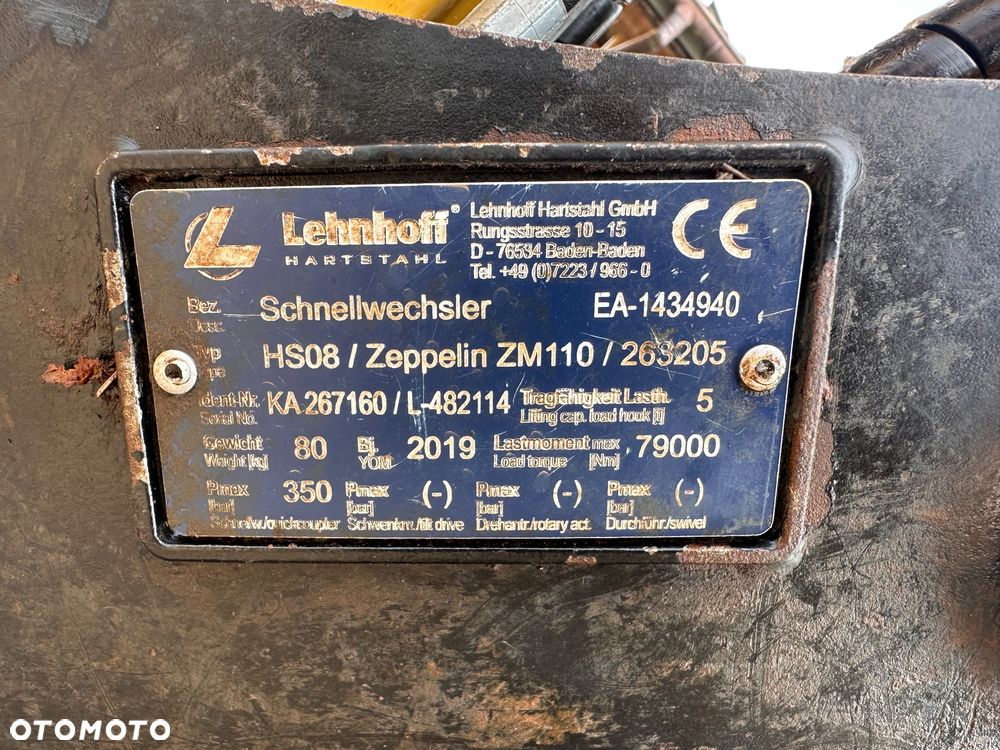 Lehnhoff®
HARTSTAHL
Lehnhoff Hartstahl GmbH
Rungsstrasse 10 - 15
D - 76534 Baden-Baden
Tel. +49 (0)7223 / 966 - 0
CE
Bez. Schnellwechsler EA-1434940
Desc.
HS08 / Zeppelin ZM110 / 263205
Ident-Nr. KA 267160 / L-482114 Tragfähigkeit Lasth. 5
Serial No. Lifting cap. load hook [t]
Gewicht 80 Bj. 2019 Lastmoment max 79000
Weight [kg] YOM Load torque [Nm]
Pmax 350 Pmax (-) Pmax (-) Pmax (-)
[bar] [bar] [bar] [bar]
Schnellw./quickcoupler Schwenkm./tilt drive Drehantr./rotary act. Durchführ./swivel
OTOMOTO